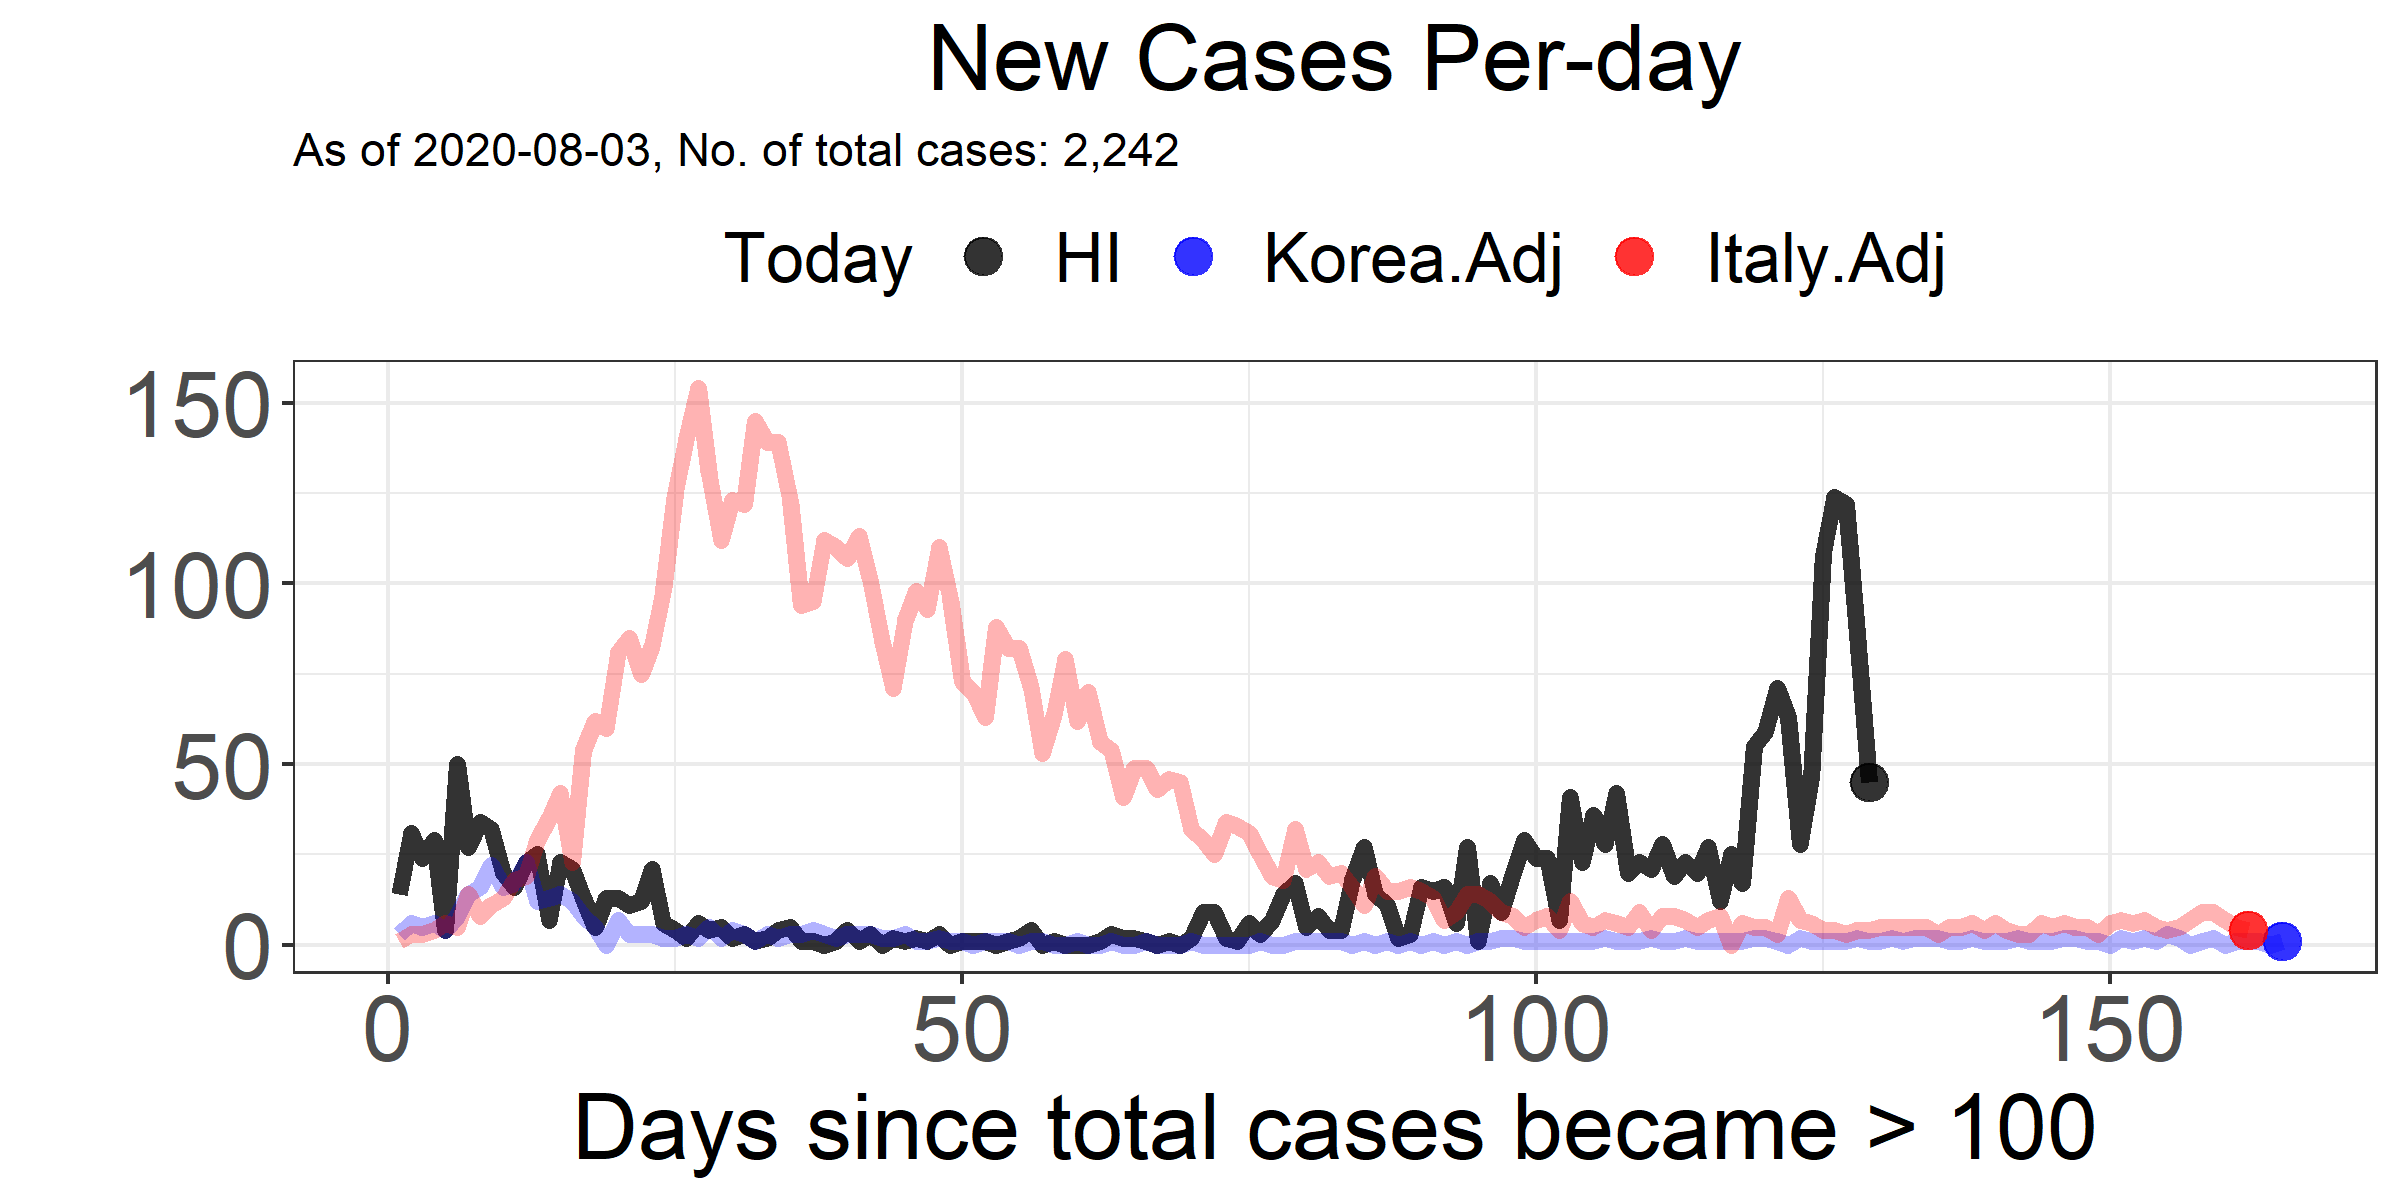 New Cases Per-day
As of 2020-08-03, No. of total cases: 2,242
Today HI Korea.Adj Italy.Adj
150
100
50
0
0 50 100 150
Days since total cases became > 100